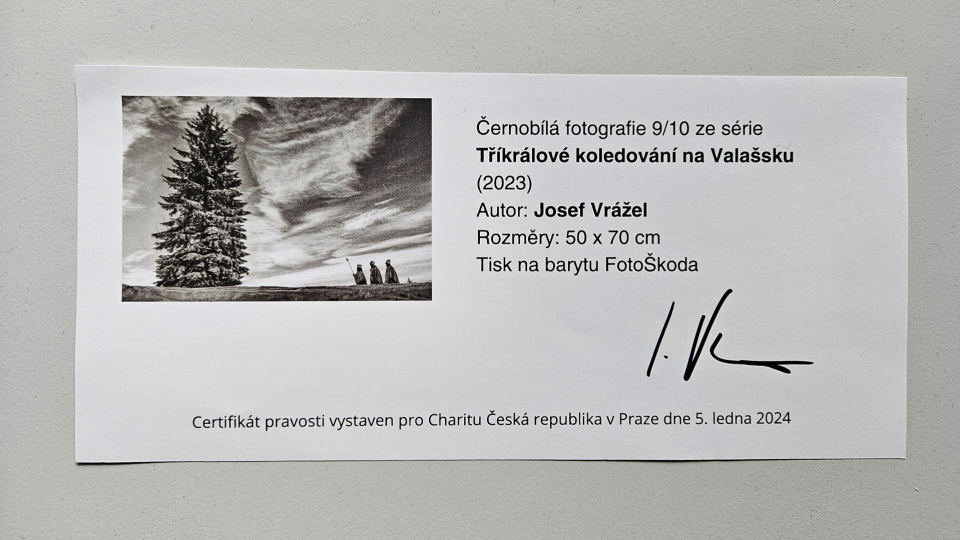 Černobílá fotografie 9/10 ze série
Tříkrálové koledování na Valašsku
(2023)
Autor: Josef Vrážel
Rozměry: 50 x 70 cm
Tisk na barytu FotoŠkoda
Certifikát pravosti vystaven pro Charitu Česká republika v Praze dne 5. ledna 2024